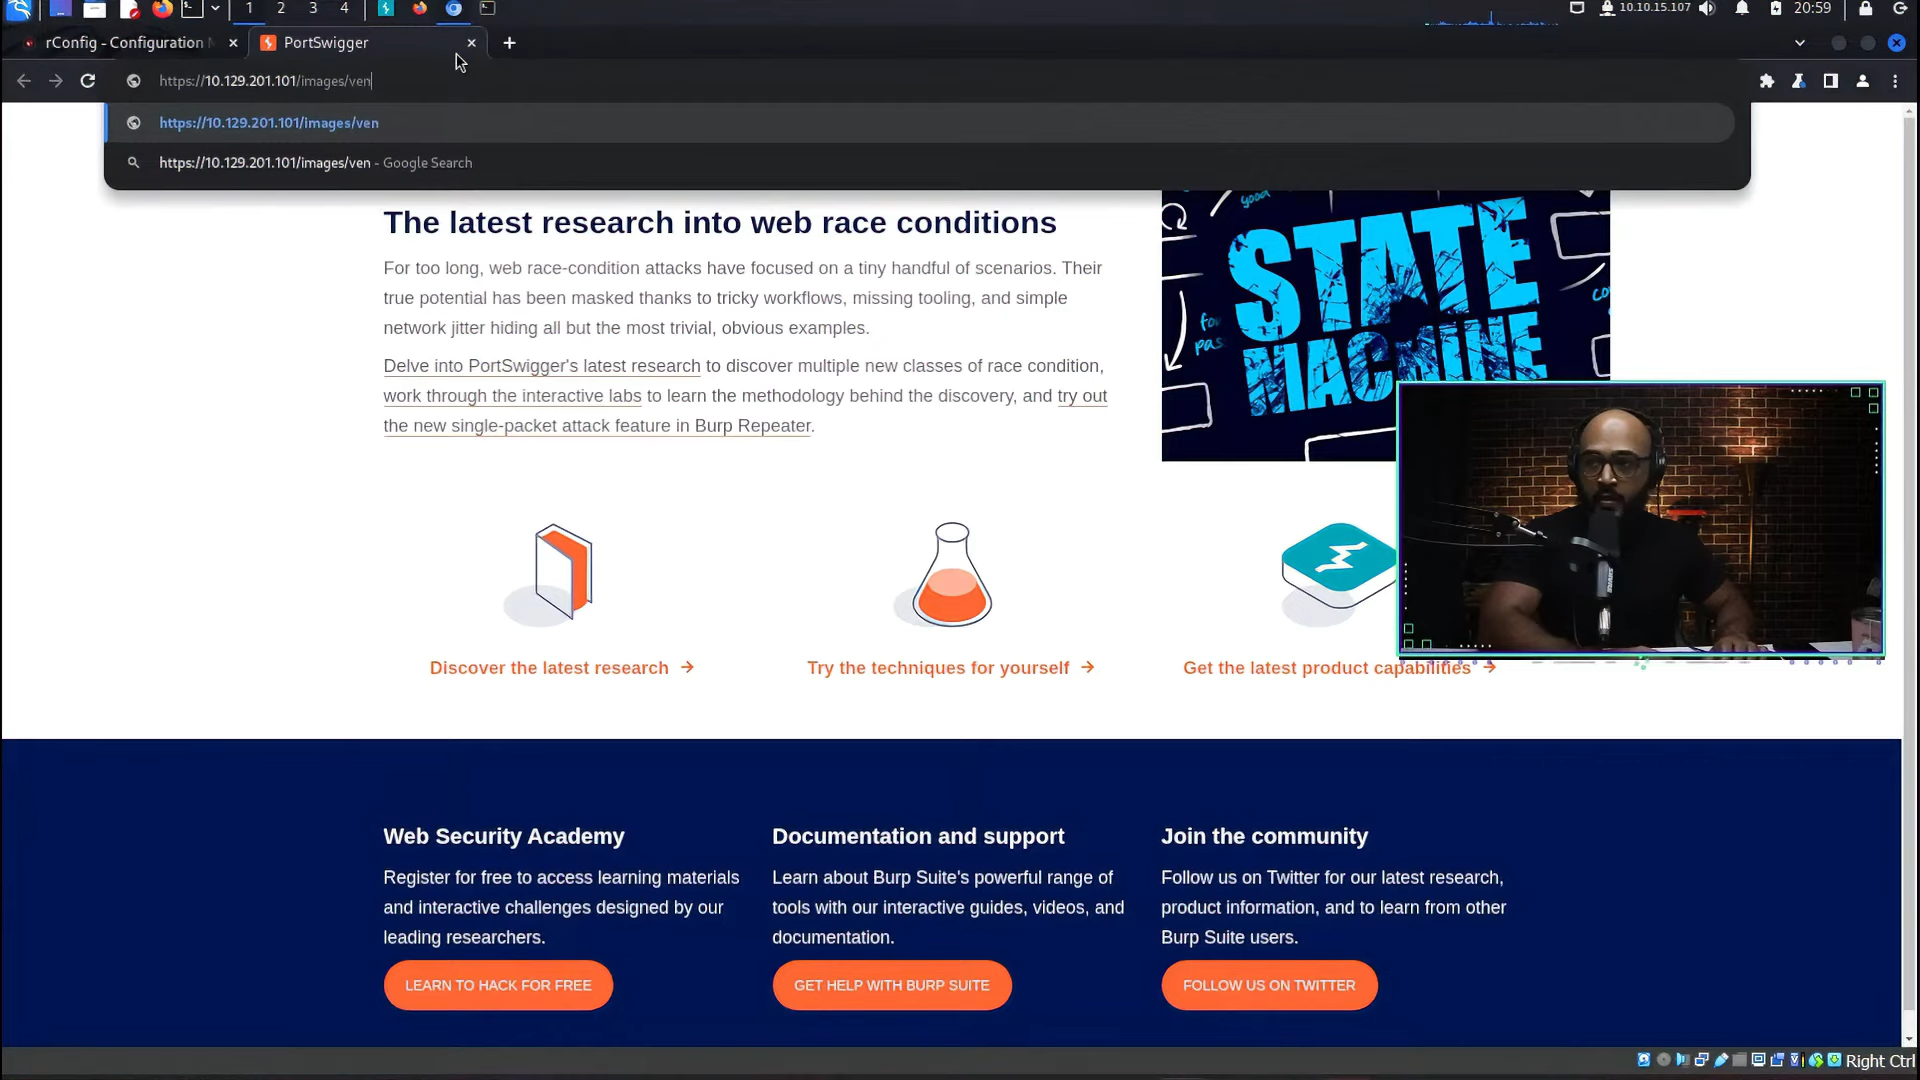 1 2 3 4 10.10.15.107 20:59
rConfig - Configuration PortSwigger
https://10.129.201.101/images/ven
https://10.129.201.101/images/ven
https://10.129.201.101/images/ven - Google Search
The latest research into web race conditions
For too long, web race-condition attacks have focused on a tiny handful of scenarios. Their
true potential has been masked thanks to tricky workflows, missing tooling, and simple
network jitter hiding all but the most trivial, obvious examples.
Delve into PortSwigger's latest research to discover multiple new classes of race condition,
work through the interactive labs to learn the methodology behind the discovery, and try out
the new single-packet attack feature in Burp Repeater.
good
STATE
MACHINE
Discover the latest research →
Try the techniques for yourself →
Get the latest product capabilities →
Web Security Academy
Register for free to access learning materials
and interactive challenges designed by our
leading researchers.
LEARN TO HACK FOR FREE
Documentation and support
Learn about Burp Suite's powerful range of
tools with our interactive guides, videos, and
documentation.
GET HELP WITH BURP SUITE
Join the community
Follow us on Twitter for our latest research,
product information, and to learn from other
Burp Suite users.
FOLLOW US ON TWITTER
Right Ctrl